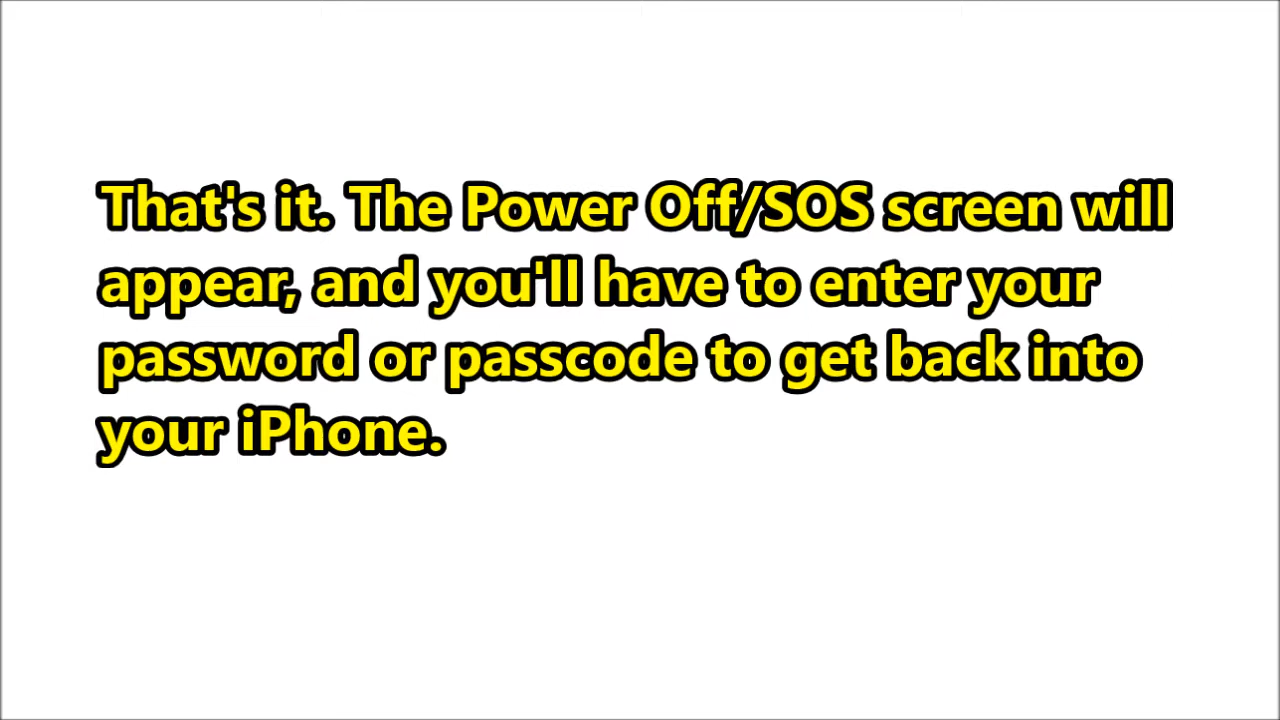 That's it. The Power Off/SOS screen will
appear, and you'll have to enter your
password or passcode to get back into
your iPhone.